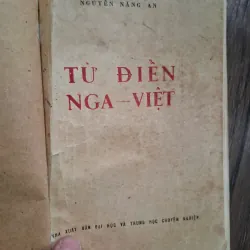 NGUYỄN NĂNG AN
TỪ ĐIỂN
NGA—VIỆT
NHÀ XUẤT BẢN ĐẠI HỌC VÀ TRUNG HỌC CHUYÊN NGHIỆP